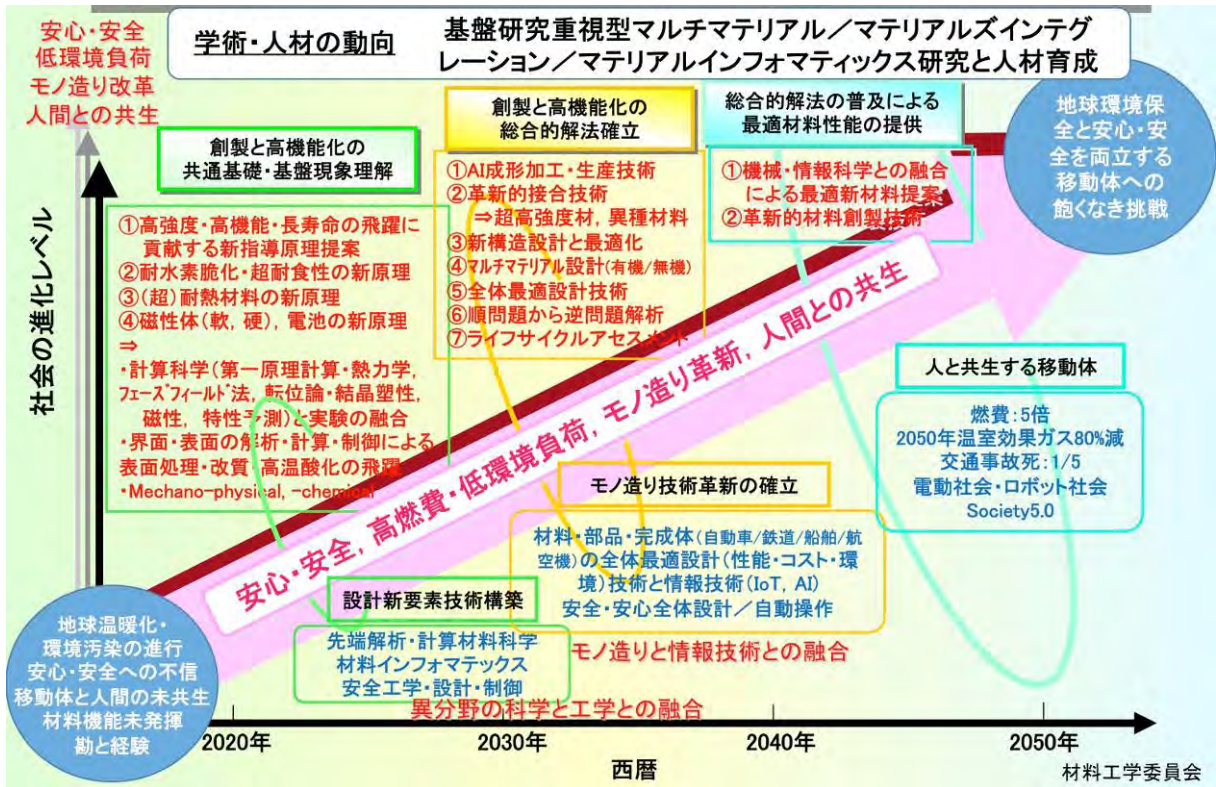 安心・安全
低環境負荷
モノ造り改革
人間との共生
学術・人材の動向
基盤研究重視型マルチマテリアル／マテリアルズインテグ
レーション／マテリアルインフォマティックス研究と人材育成
地球環境保
全と安心・安
全を両立する
移動体への
飽くなき挑戦
創製と高機能化の
共通基礎・基盤現象理解
①高強度・高機能・長寿命の飛躍に
貢献する新指導原理提案
②耐水素脆化・超耐食性の新原理
③(超)耐熱材料の新原理
④磁性体(軟, 硬), 電池の新原理
⇒
・計算科学(第一原理計算・熱力学,
フェーズフィールド法, 転位論・結晶塑性,
磁性, 特性予測)と実験の融合
・界面・表面の解析・計算・制御による
表面処理・改質・高温酸化の飛躍
・Mechano-physical, -chemical
創製と高機能化の
総合的解法確立
①AI成形加工・生産技術
②革新的接合技術
⇒超高強度材, 異種材料
③新構造設計と最適化
④マルチマテリアル設計(有機/無機)
⑤全体最適設計技術
⑥順問題から逆問題解析
⑦ライフサイクルアセスメント
総合的解法の普及による
最適材料性能の提供
①機械・情報科学との融合
による最適新材料提案
②革新的材料創製技術
社会の進化レベル
安心・安全, 高燃費・低環境負荷, モノ造り革新, 人間との共生
人と共生する移動体
燃費：5倍
2050年温室効果ガス80%減
交通事故死：1/5
電動社会・ロボット社会
Society5.0
モノ造り技術革新の確立
材料・部品・完成体(自動車/鉄道/船舶/航
空機)の全体最適設計(性能・コスト・環
境)技術と情報技術(IoT, AI)
安全・安心全体設計／自動操作
モノ造りと情報技術との融合
設計新要素技術構築
先端解析・計算材料科学
材料インフォマテックス
安全工学・設計・制御
異分野の科学と工学との融合
地球温暖化・
環境汚染の進行
安心・安全への不信
移動体と人間の未共生
材料機能未発揮
勘と経験
2020年
2030年
2040年
2050年
西暦
材料工学委員会